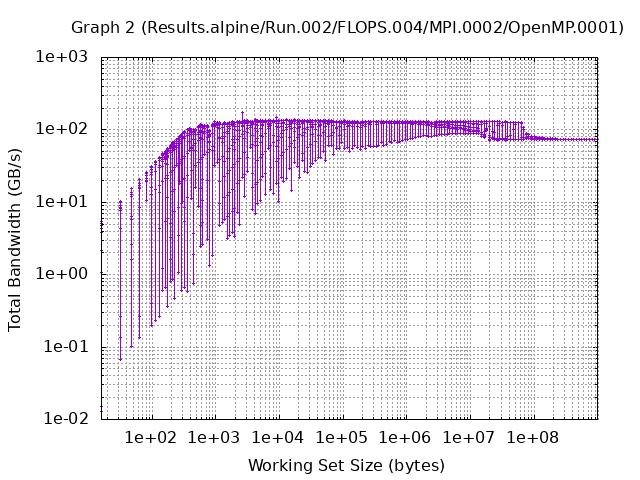 Graph 2 (Results.alpine/Run.002/FLOPS.004/MPI.0002/OpenMP.0001)
1e+03
1e+02
1e+01
1e+00
1e-01
1e-02
Total Bandwidth (GB/s)
1e+02 1e+03 1e+04 1e+05 1e+06 1e+07 1e+08
Working Set Size (bytes)